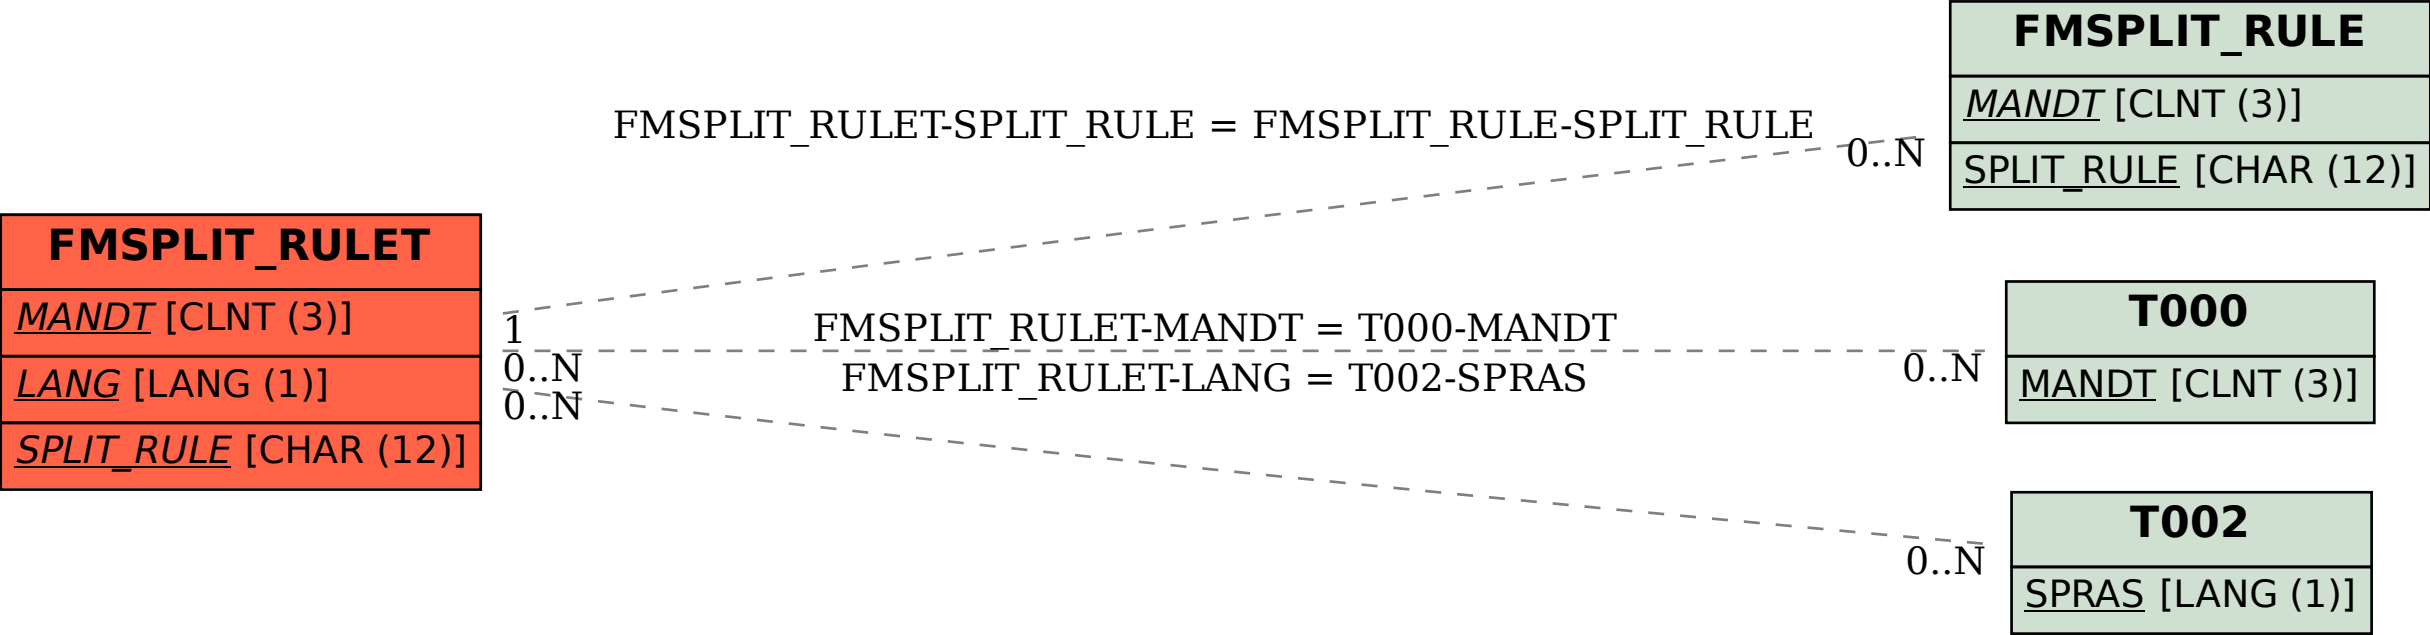 FMSPLIT_RULET
MANDT [CLNT (3)]
LANG [LANG (1)]
SPLIT_RULE [CHAR (12)]
FMSPLIT_RULET-SPLIT_RULE = FMSPLIT_RULE-SPLIT_RULE
1
0..N
FMSPLIT_RULET-MANDT = T000-MANDT
0..N
0..N
FMSPLIT_RULET-LANG = T002-SPRAS
0..N
0..N
FMSPLIT_RULE
MANDT [CLNT (3)]
SPLIT_RULE [CHAR (12)]
T000
MANDT [CLNT (3)]
T002
SPRAS [LANG (1)]